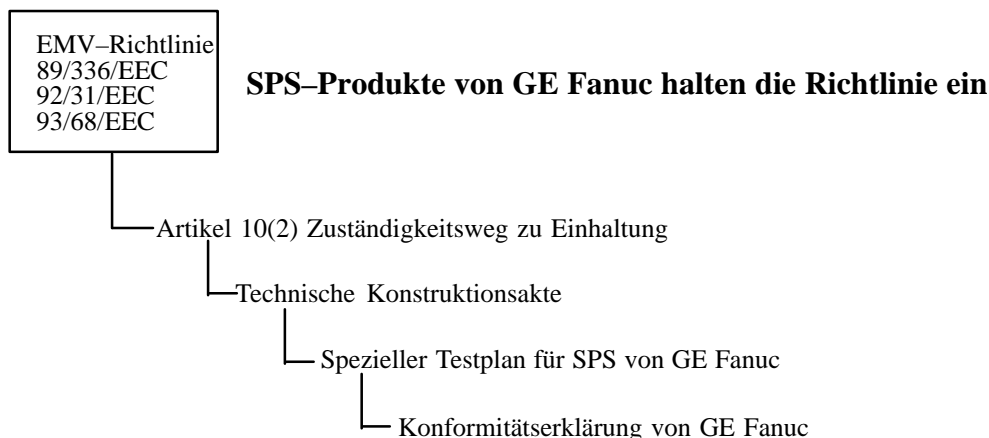 EMV–Richtlinie
89/336/EEC
92/31/EEC
93/68/EEC
SPS–Produkte von GE Fanuc halten die Richtlinie ein
Artikel 10(2) Zuständigkeitsweg zu Einhaltung
Technische Konstruktionsakte
Spezieller Testplan für SPS von GE Fanuc
Konformitätserklärung von GE Fanuc